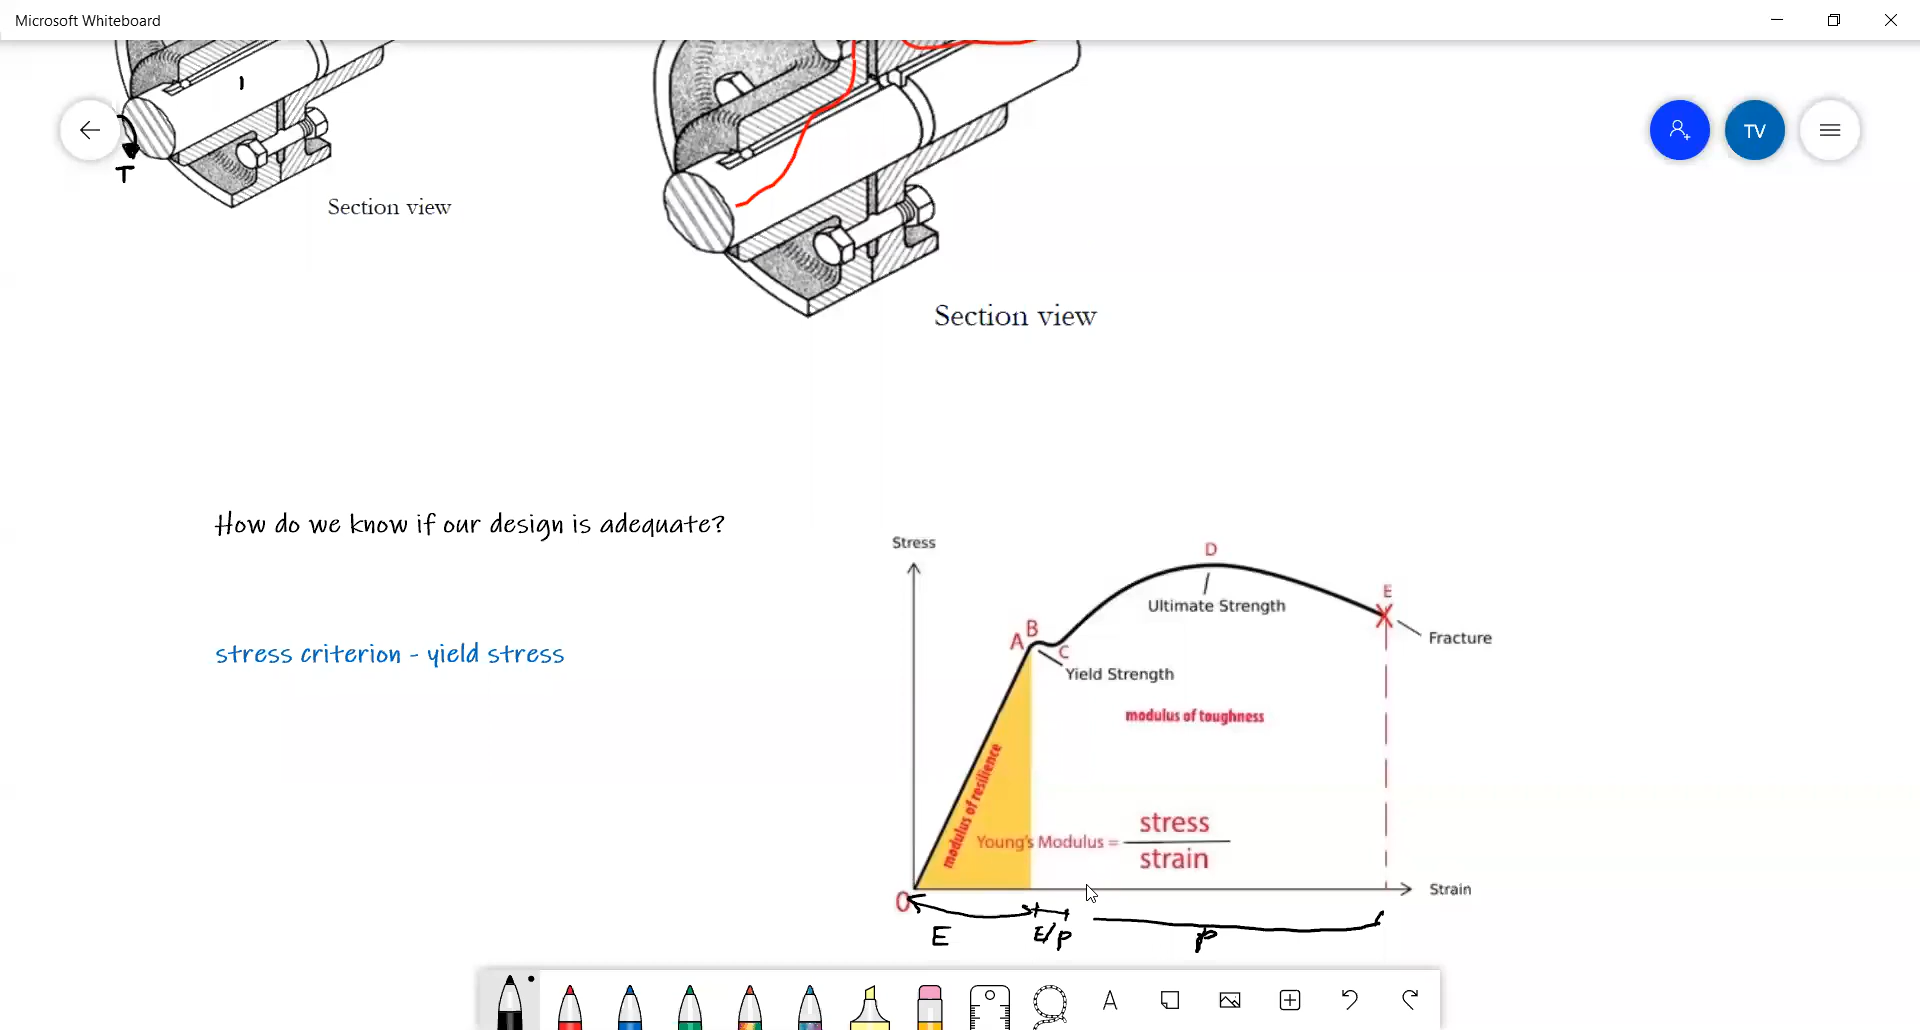 Microsoft Whiteboard
TV
T
1
Section view
Section view
How do we know if our design is adequate?
stress criterion - yield stress
Stress
D
Ultimate Strength
E
Fracture
B
A
C
Yield Strength
modulus of toughness
modulus of resilience
Young's Modulus = stress
strain
Strain
O
E
E/p
p
A